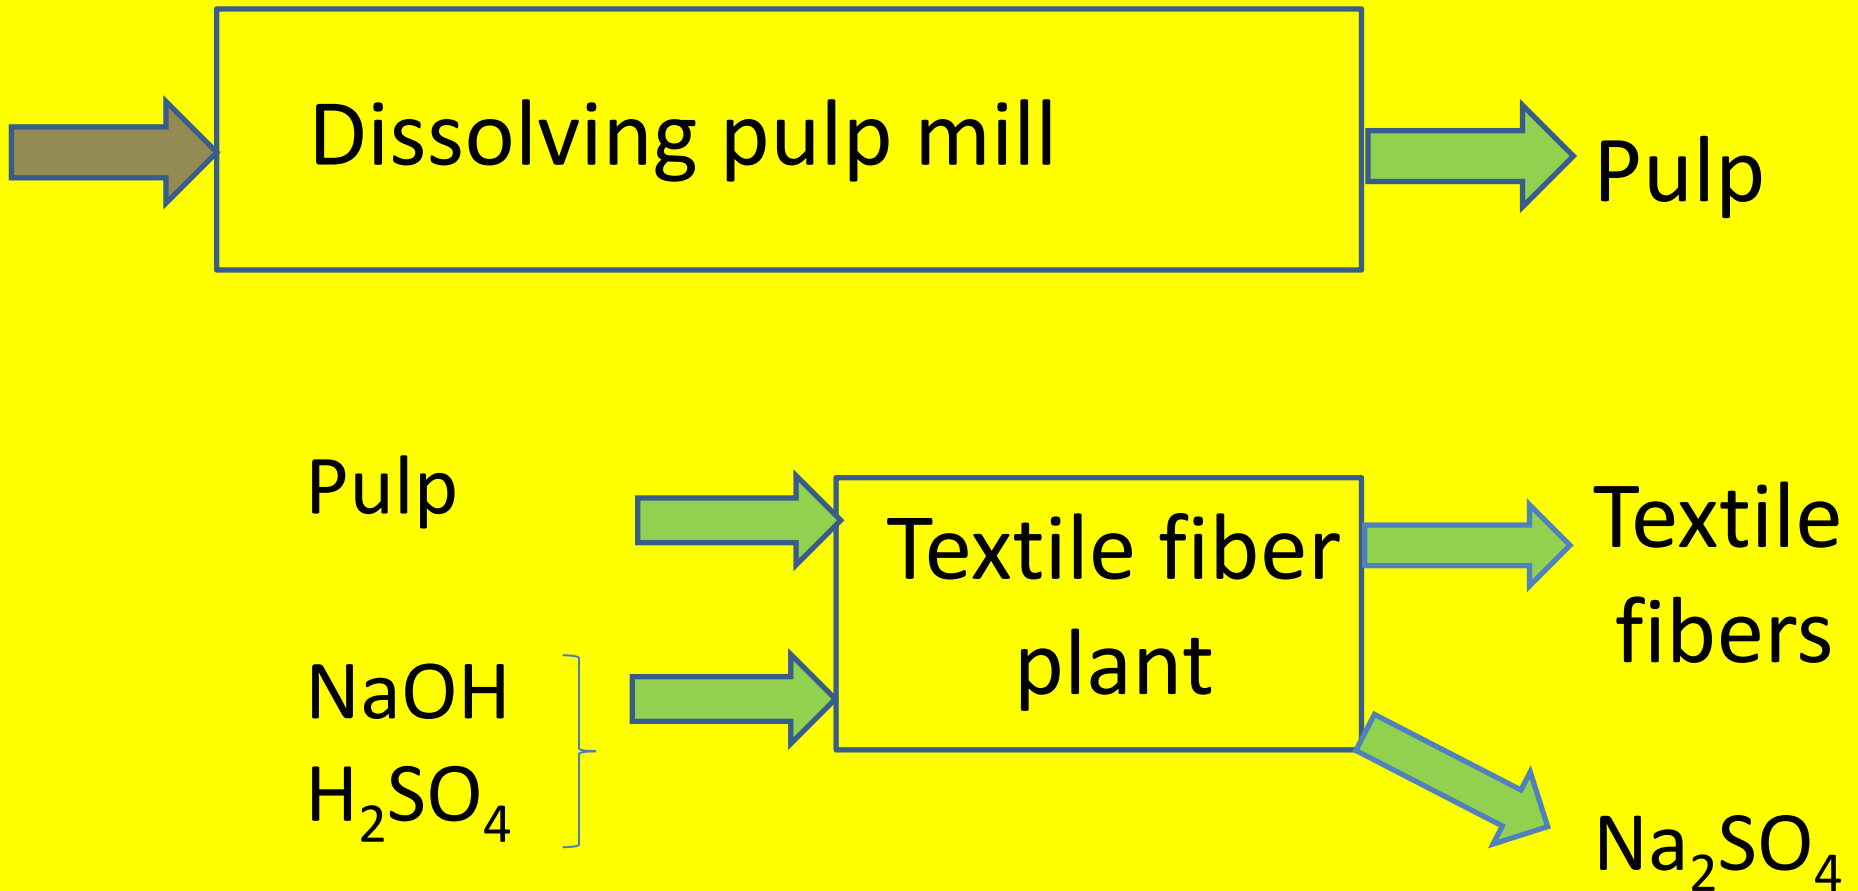 Dissolving pulp mill
Pulp
Pulp
Textile fiber
plant
Textile
fibers
NaOH
H₂SO₄
Na₂SO₄